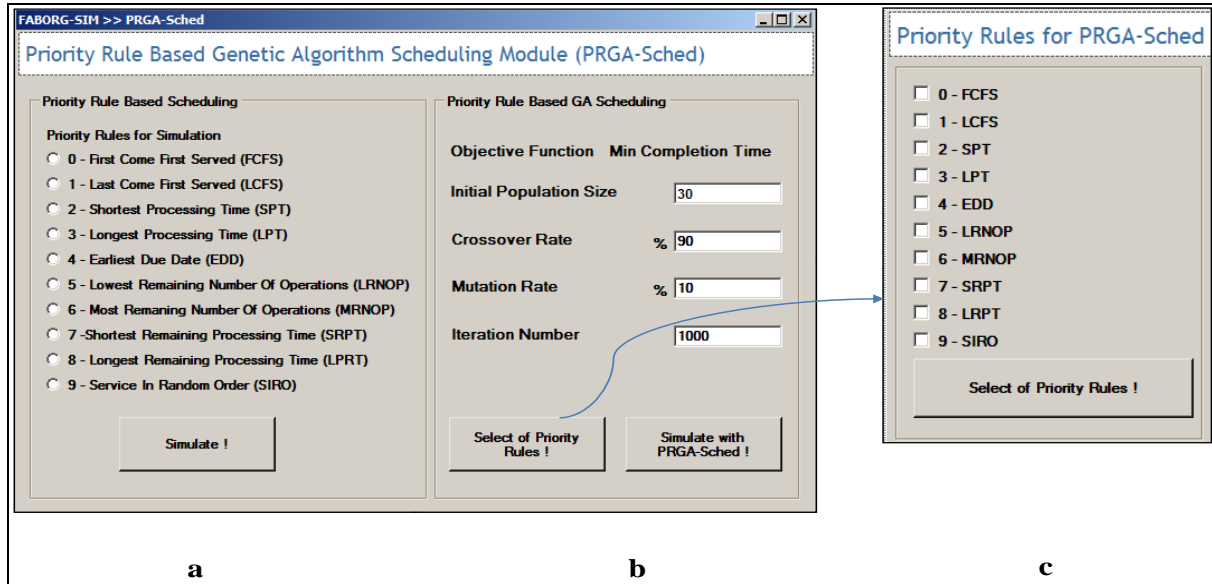 FABORG-SIM >> PRGA-Sched
Priority Rule Based Genetic Algorithm Scheduling Module (PRGA-Sched)
Priority Rule Based Scheduling
Priority Rules for Simulation
0 - First Come First Served (FCFS)
1 - Last Come First Served (LCFS)
2 - Shortest Processing Time (SPT)
3 - Longest Processing Time (LPT)
4 - Earliest Due Date (EDD)
5 - Lowest Remaining Number Of Operations (LRNOP)
6 - Most Remaning Number Of Operations (MRNOP)
7 -Shortest Remaining Processing Time (SRPT)
8 - Longest Remaining Processing Time (LPRT)
9 - Service In Random Order (SIRO)
Simulate !
Priority Rule Based GA Scheduling
Objective Function Min Completion Time
Initial Population Size 30
Crossover Rate % 90
Mutation Rate % 10
Iteration Number 1000
Select of Priority
Rules !
Simulate with
PRGA-Sched !
Priority Rules for PRGA-Sched
0 - FCFS
1 - LCFS
2 - SPT
3 - LPT
4 - EDD
5 - LRNOP
6 - MRNOP
7 - SRPT
8 - LRPT
9 - SIRO
Select of Priority Rules !
a
b
c